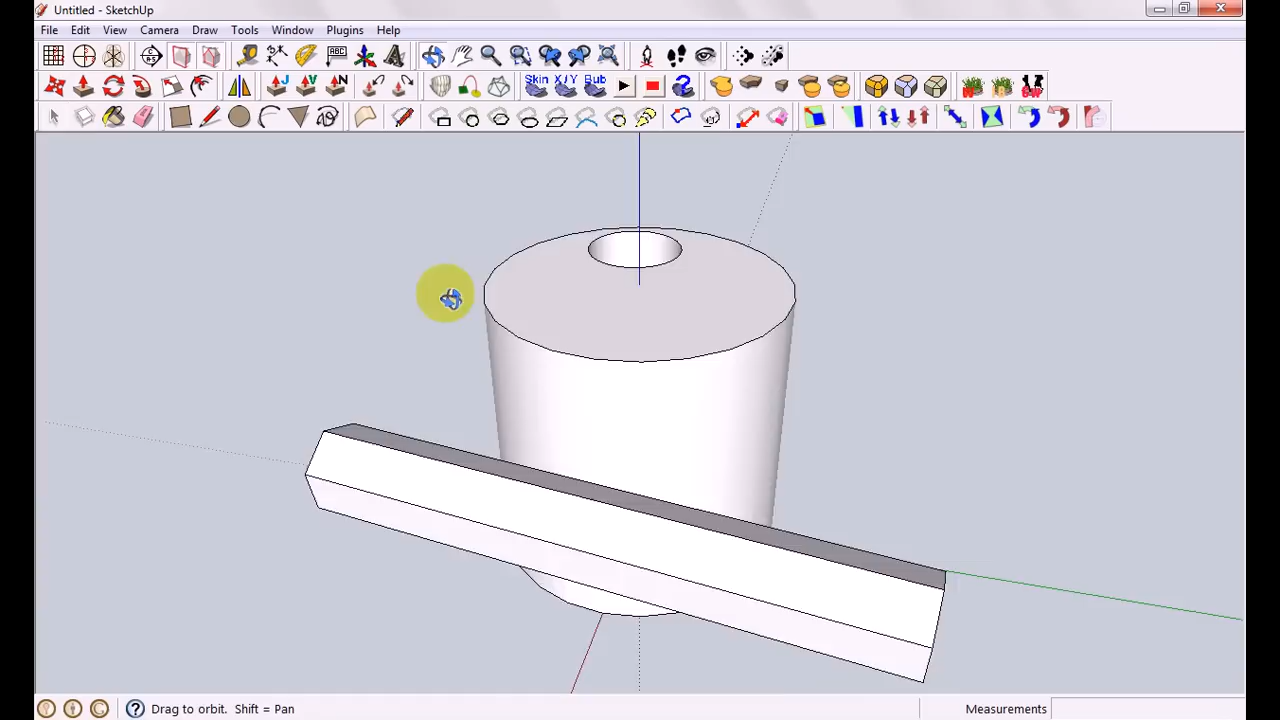 Untitled - SketchUp
File Edit View Camera Draw Tools Window Plugins Help
ABC
J V N Skin X/Y Bub
Drag to orbit. Shift = Pan Measurements